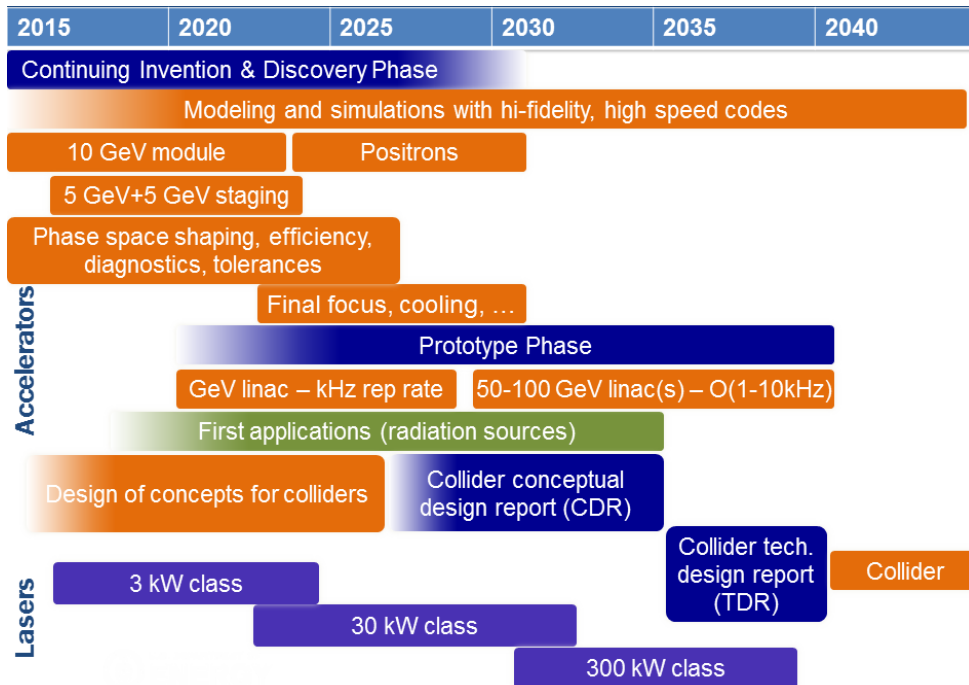 2015 2020 2025 2030 2035 2040
Continuing Invention & Discovery Phase
Modeling and simulations with hi-fidelity, high speed codes
10 GeV module
Positrons
5 GeV+5 GeV staging
Phase space shaping, efficiency,
diagnostics, tolerances
Final focus, cooling, …
Prototype Phase
GeV linac – kHz rep rate
50-100 GeV linac(s) – O(1-10kHz)
First applications (radiation sources)
Design of concepts for colliders
Collider conceptual
design report (CDR)
Collider tech.
design report
(TDR)
Collider
3 kW class
30 kW class
300 kW class
Accelerators
Lasers